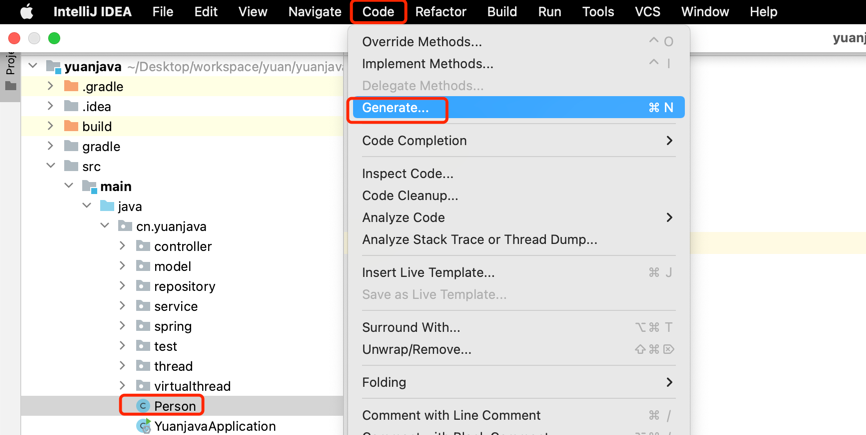 IntelliJ IDEA File Edit View Navigate Code Refactor Build Run Tools VCS Window Help
yuanj
Proje
yuanjava ~/Desktop/workspace/yuan/yuanjava
.gradle
.idea
build
gradle
src
main
java
cn.yuanjava
controller
model
repository
service
spring
test
thread
virtualthread
Person
YuanjavaApplication
Override Methods... ⌃ O
Implement Methods... ⌃ I
Delegate Methods...
Generate... ⌘ N
Code Completion
Inspect Code...
Code Cleanup...
Analyze Code
Analyze Stack Trace or Thread Dump...
Insert Live Template... ⌘ J
Save as Live Template...
Surround With... ⌥⌘ T
Unwrap/Remove... ⇧⌘⌦
Folding
Comment with Line Comment ⌘ /